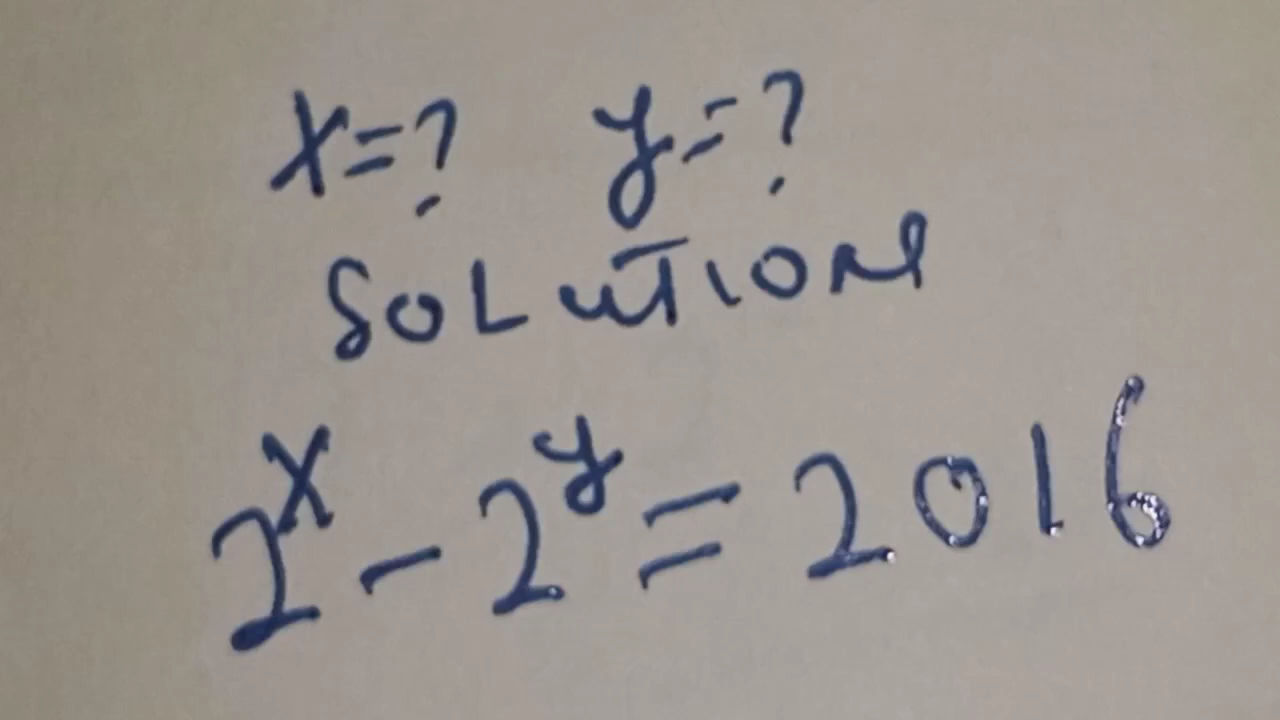 x=? y=?
SOLUTION
2^x - 2^y = 2016